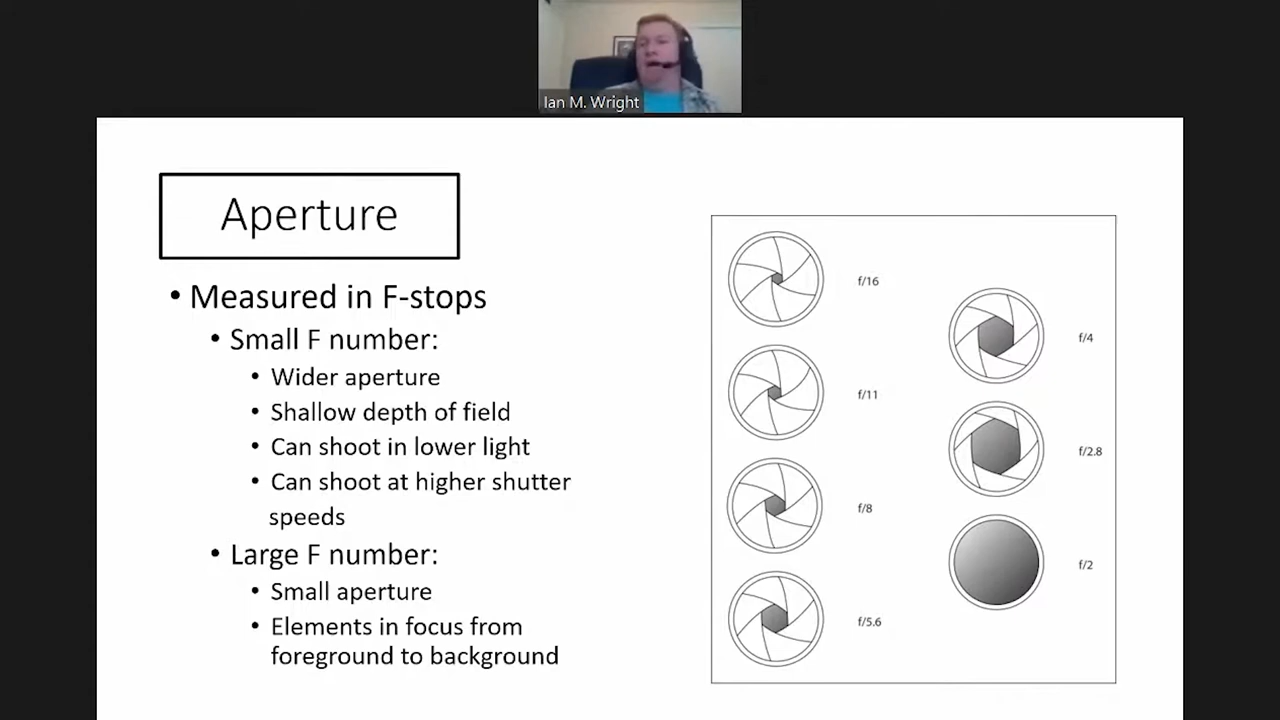 Ian M. Wright
Aperture
• Measured in F-stops
• Small F number:
• Wider aperture
• Shallow depth of field
• Can shoot in lower light
• Can shoot at higher shutter
speeds
• Large F number:
• Small aperture
• Elements in focus from
foreground to background
f/16
f/11
f/8
f/5.6
f/4
f/2.8
f/2